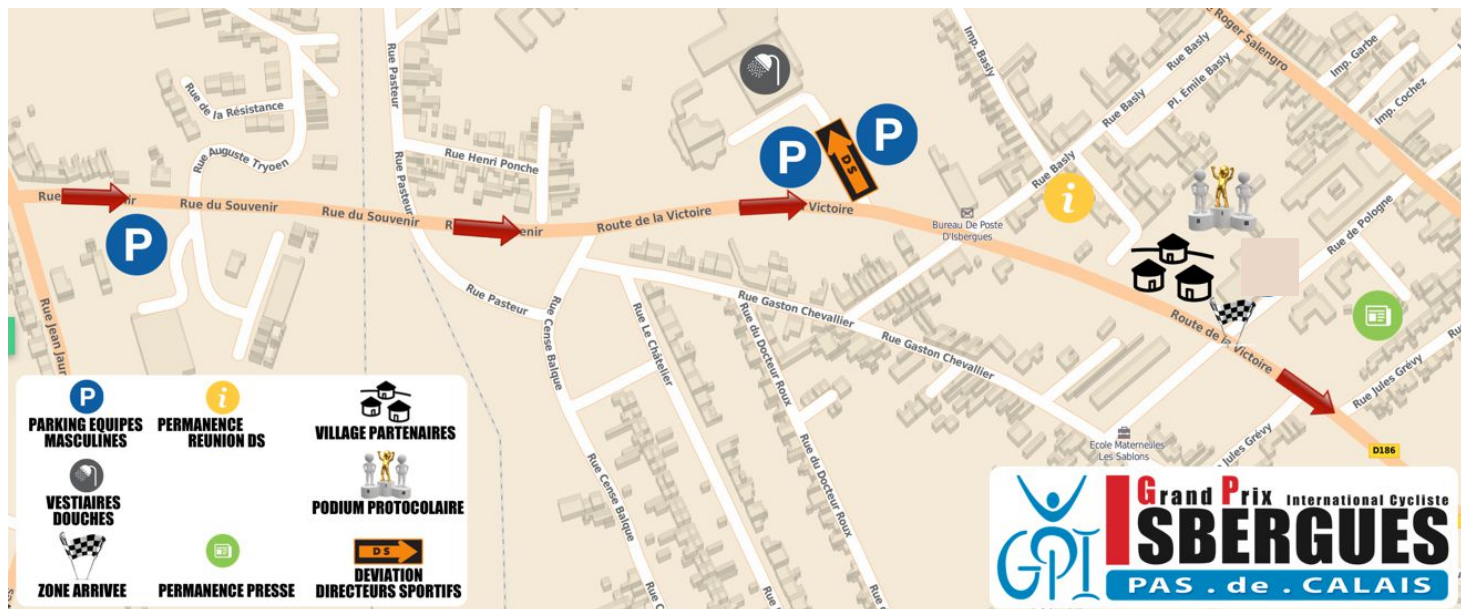 Rue Roger Salengro
Rue Basly
Imp. Garbe
Imp. Basly
Rue Pasteur
Pl. Émile Basly
Rue Basly
Imp. Cochez
Rue de la Résistance
Rue Auguste Tryoen
Rue Henri Ponche
Rue Pasteur
P
P
DS
Rue Basly
i
Rue
Rue du Souvenir
Rue du Souvenir
Route de la Victoire
Victoire
Bureau De Poste
D'Isbergues
Rue de Pologne
P
Rue Pasteur
Rue Cense Balque
Rue Le Châtelier
Rue du Docteur Roux
Rue Gaston Chevallier
Rue Gaston Chevallier
Route de la Victoire
Rue Jules Grévy
Ecole Maternelles
Les Sablons
Jules Grévy
D186
Rue Cense Balque
Rue du Docteur Roux
P
PARKING EQUIPES
MASCULINES
i
PERMANENCE
REUNION DS
VILLAGE PARTENAIRES
VESTIAIRES
DOUCHES
PODIUM PROTOCOLAIRE
ZONE ARRIVEE
PERMANENCE PRESSE
DS
DEVIATION
DIRECTEURS SPORTIFS
GPI
Grand Prix International Cycliste
ISBERGUES
PAS . de . CALAIS